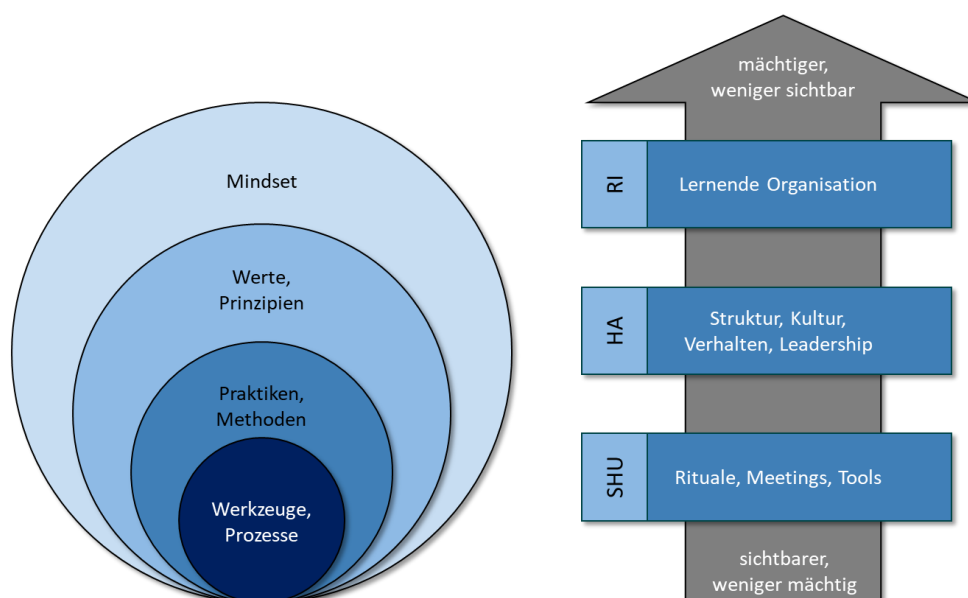 Mindset
Werte,
Prinzipien
Praktiken,
Methoden
Werkzeuge,
Prozesse
mächtiger,
weniger sichtbar
RI
Lernende Organisation
HA
Struktur, Kultur,
Verhalten, Leadership
SHU
Rituale, Meetings, Tools
sichtbarer,
weniger mächtig